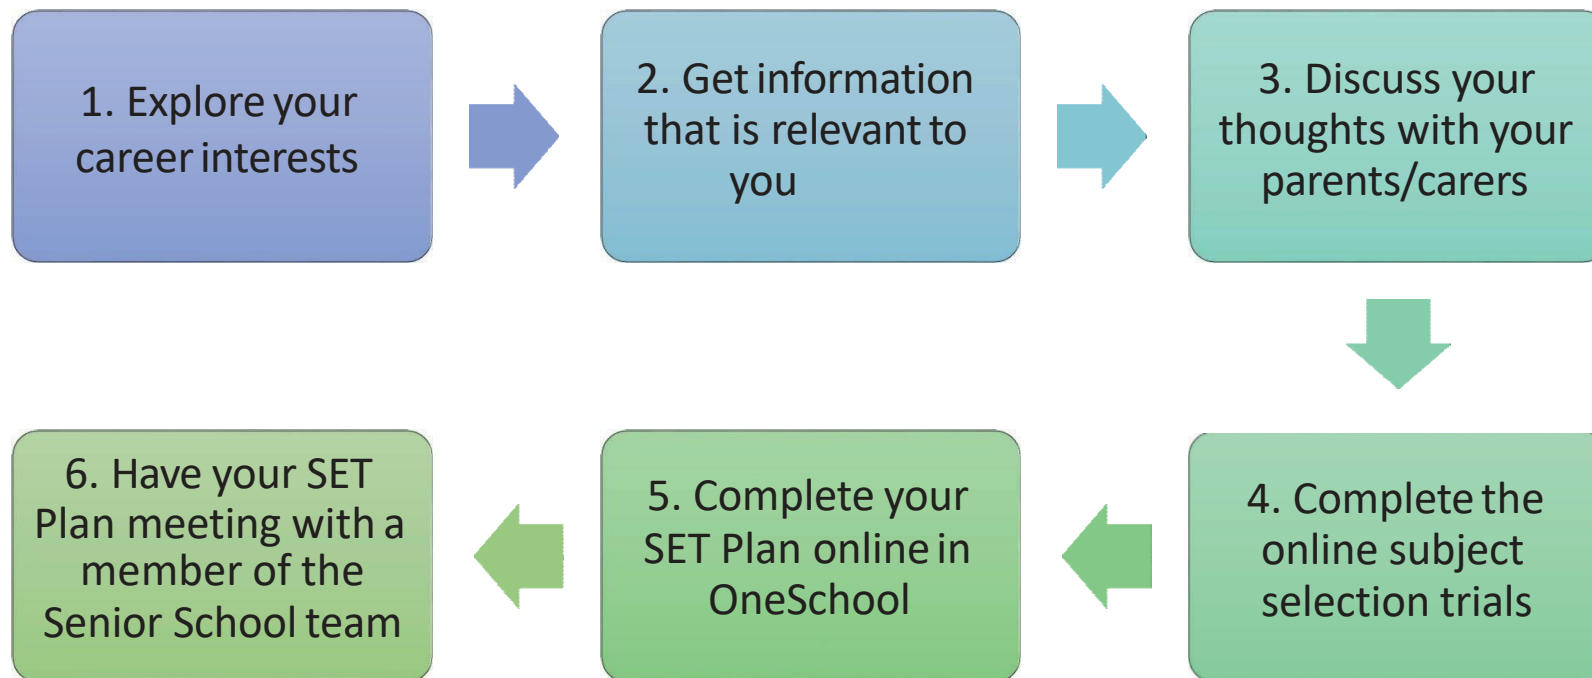 1. Explore your
career interests
2. Get information
that is relevant to
you
3. Discuss your
thoughts with your
parents/carers
4. Complete the
online subject
selection trials
5. Complete your
SET Plan online in
OneSchool
6. Have your SET
Plan meeting with a
member of the
Senior School team